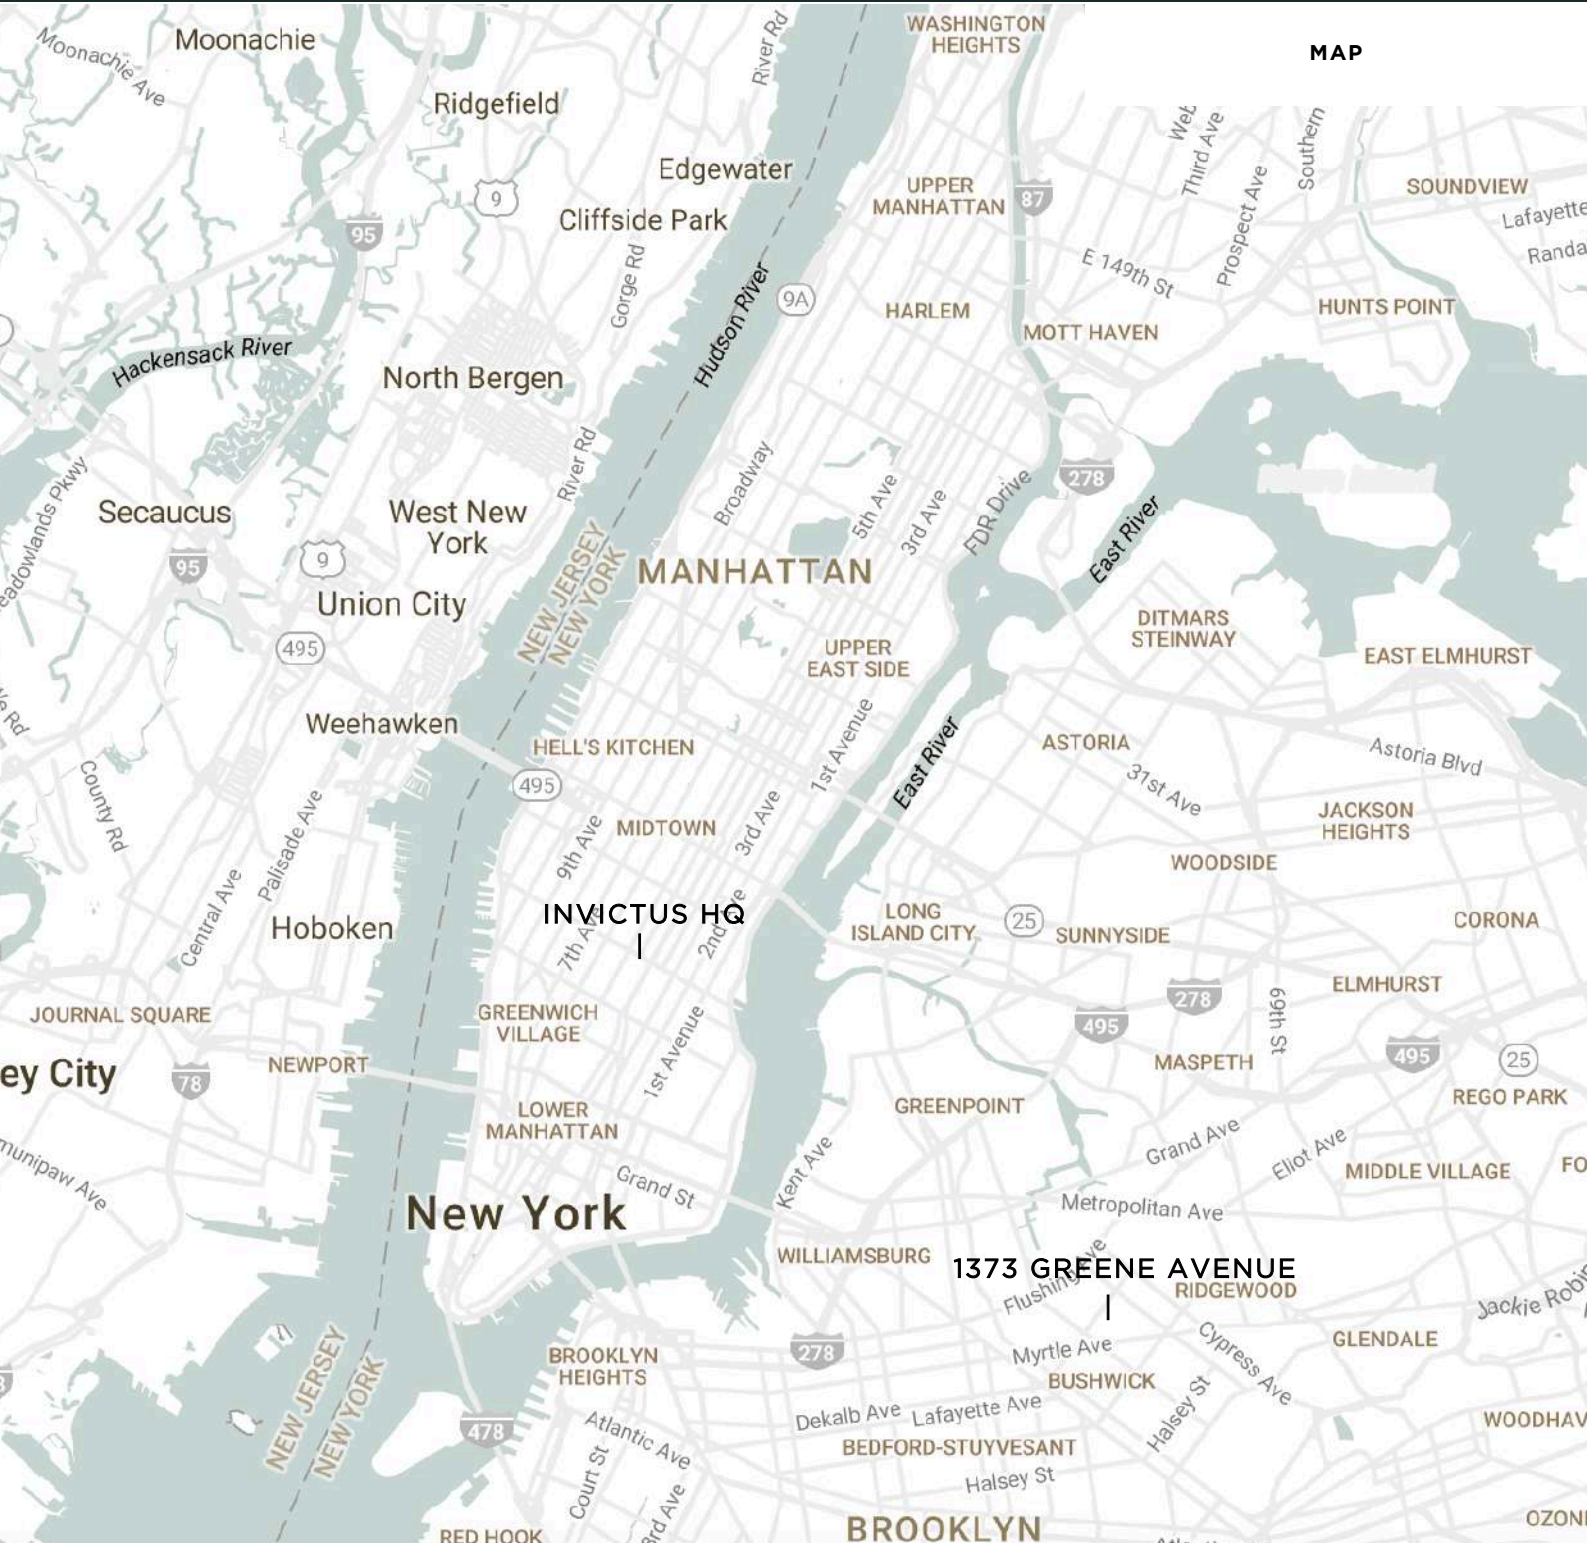 MAP
WASHINGTON
HEIGHTS
Moonachie
Moonachie Ave
River Rd
Ridgefield
Third Ave
Southern
Edgewater
9
UPPER
MANHATTAN
87
SOUNDVIEW
Prospect Ave
Lafayette
Cliffside Park
95
E 149th St
Gorge Rd
Hudson River
9A
HARLEM
HUNTS POINT
MOTT HAVEN
Hackensack River
North Bergen
River Rd
Broadway
5th Ave
3rd Ave
FDR Drive
278
East River
Secaucus
West New
York
95
9
NEW JERSEY
NEW YORK
MANHATTAN
Union City
DITMARS
STEINWAY
495
UPPER
EAST SIDE
EAST ELMHURST
Weehawken
HELL'S KITCHEN
1st Avenue
East River
ASTORIA
Astoria Blvd
31st Ave
495
County Rd
Palisade Ave
9th Ave
MIDTOWN
3rd Ave
JACKSON
HEIGHTS
WOODSIDE
Central Ave
Hoboken
INVICTUS HQ
7th Ave
2nd Ave
LONG
ISLAND CITY
25
SUNNYSIDE
CORONA
ELMHURST
278
69th St
JOURNAL SQUARE
GREENWICH
VILLAGE
495
495
25
ey City
78
NEWPORT
1st Avenue
MASPETH
REGO PARK
LOWER
MANHATTAN
GREENPOINT
munipaw Ave
Kent Ave
Grand Ave
Eliot Ave
MIDDLE VILLAGE
FO
Grand St
Metropolitan Ave
New York
WILLIAMSBURG
1373 GREENE AVENUE
Flushing Ave
RIDGEWOOD
Jackie Robin
NEW JERSEY
NEW YORK
BROOKLYN
HEIGHTS
278
Myrtle Ave
Cypress Ave
GLENDALE
BUSHWICK
478
Atlantic Ave
Dekalb Ave
Lafayette Ave
Halsey St
WOODHAV
BEDFORD-STUYVESANT
Court St
Halsey St
3rd Ave
RED HOOK
BROOKLYN